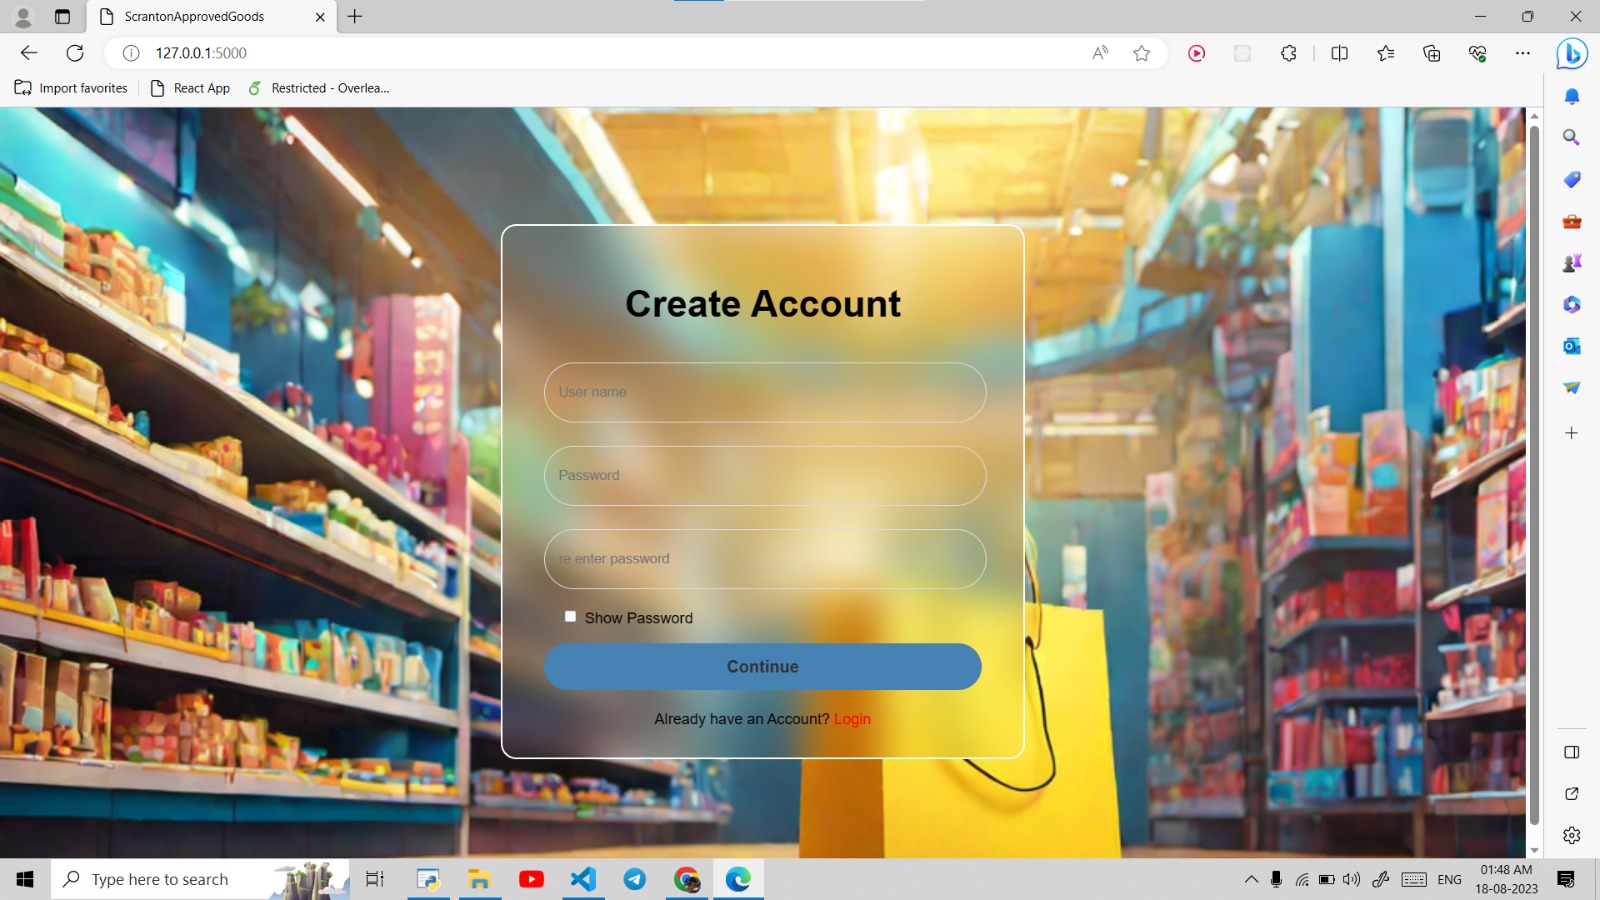 ScrantonApprovedGoods
127.0.0.1:5000
Import favorites
React App
Restricted - Overlea...
Create Account
User name
Password
re enter password
Show Password
Continue
Already have an Account? Login
Type here to search
ENG
01:48 AM
18-08-2023